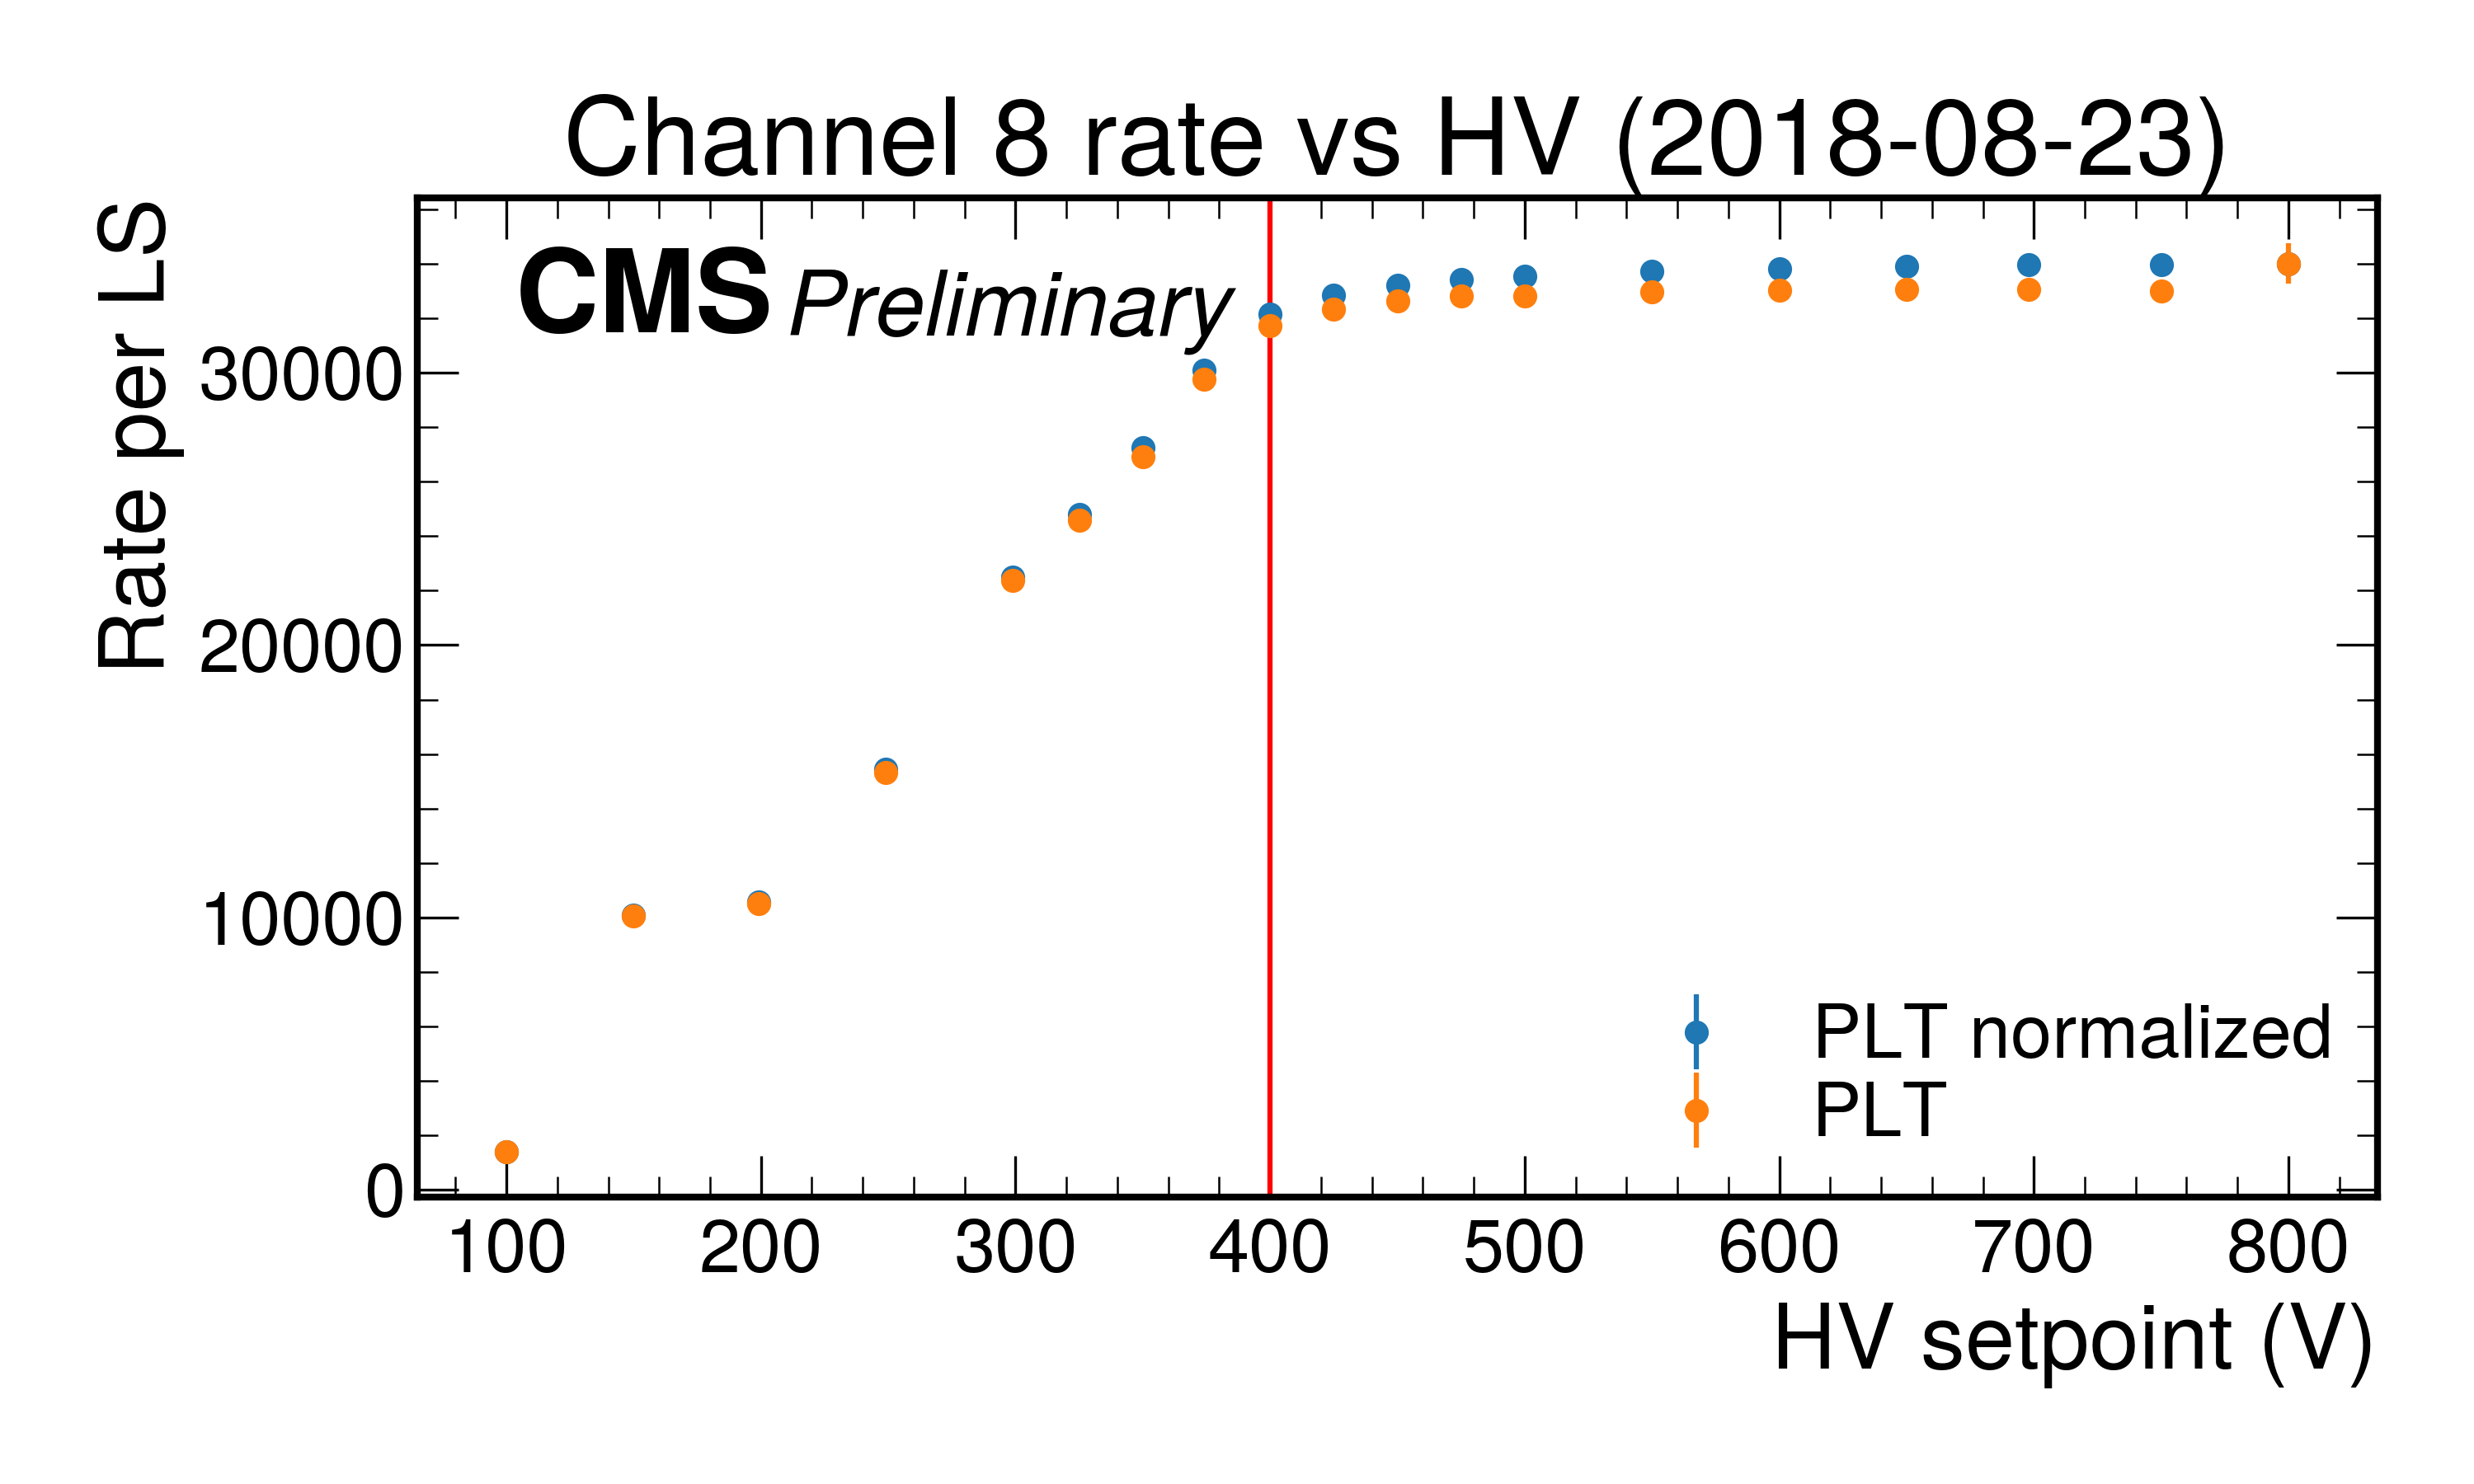 Channel 8 rate vs HV (2018-08-23)
CMS Preliminary
Rate per LS
30000
20000
10000
0
PLT normalized
PLT
100 200 300 400 500 600 700 800
HV setpoint (V)